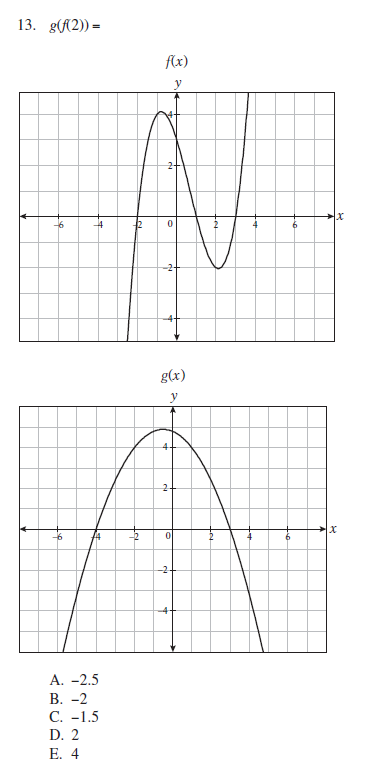 13. g(f(2)) =
f(x)
y
4
2
-6 -4 -2 0 2 4 6 x
-2
-4
g(x)
y
4
2
-6 -4 -2 0 2 4 6 x
-2
-4
A. -2.5
B. -2
C. -1.5
D. 2
E. 4